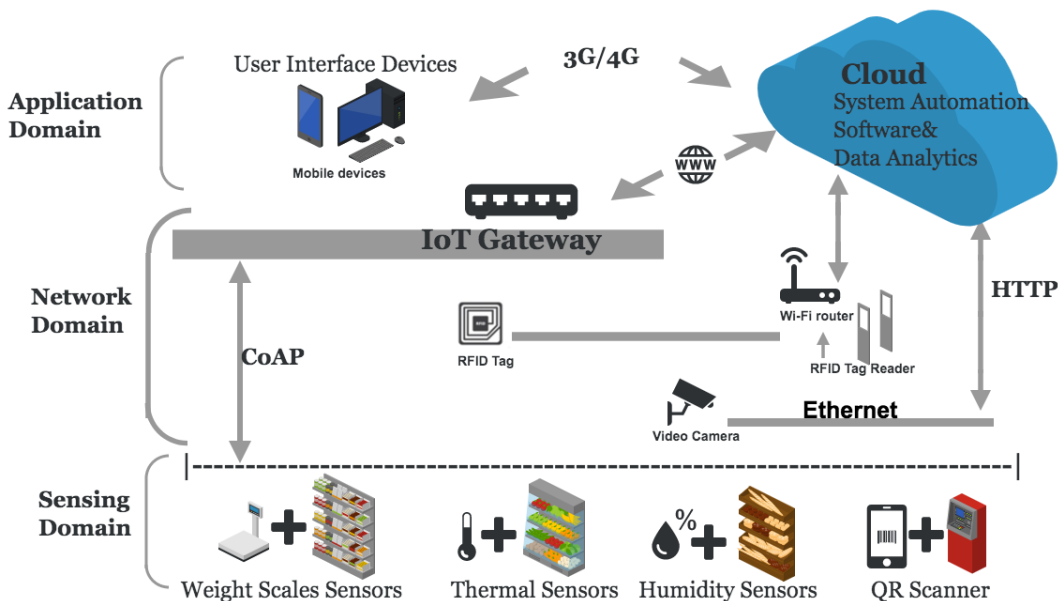 User Interface Devices
3G/4G
Cloud
System Automation
Software&
Data Analytics
Application
Domain
Mobile devices
WWW
IoT Gateway
Network
Domain
CoAP
RFID Tag
Wi-Fi router
RFID Tag Reader
HTTP
Ethernet
Video Camera
Sensing
Domain
%
Weight Scales Sensors
Thermal Sensors
Humidity Sensors
QR Scanner